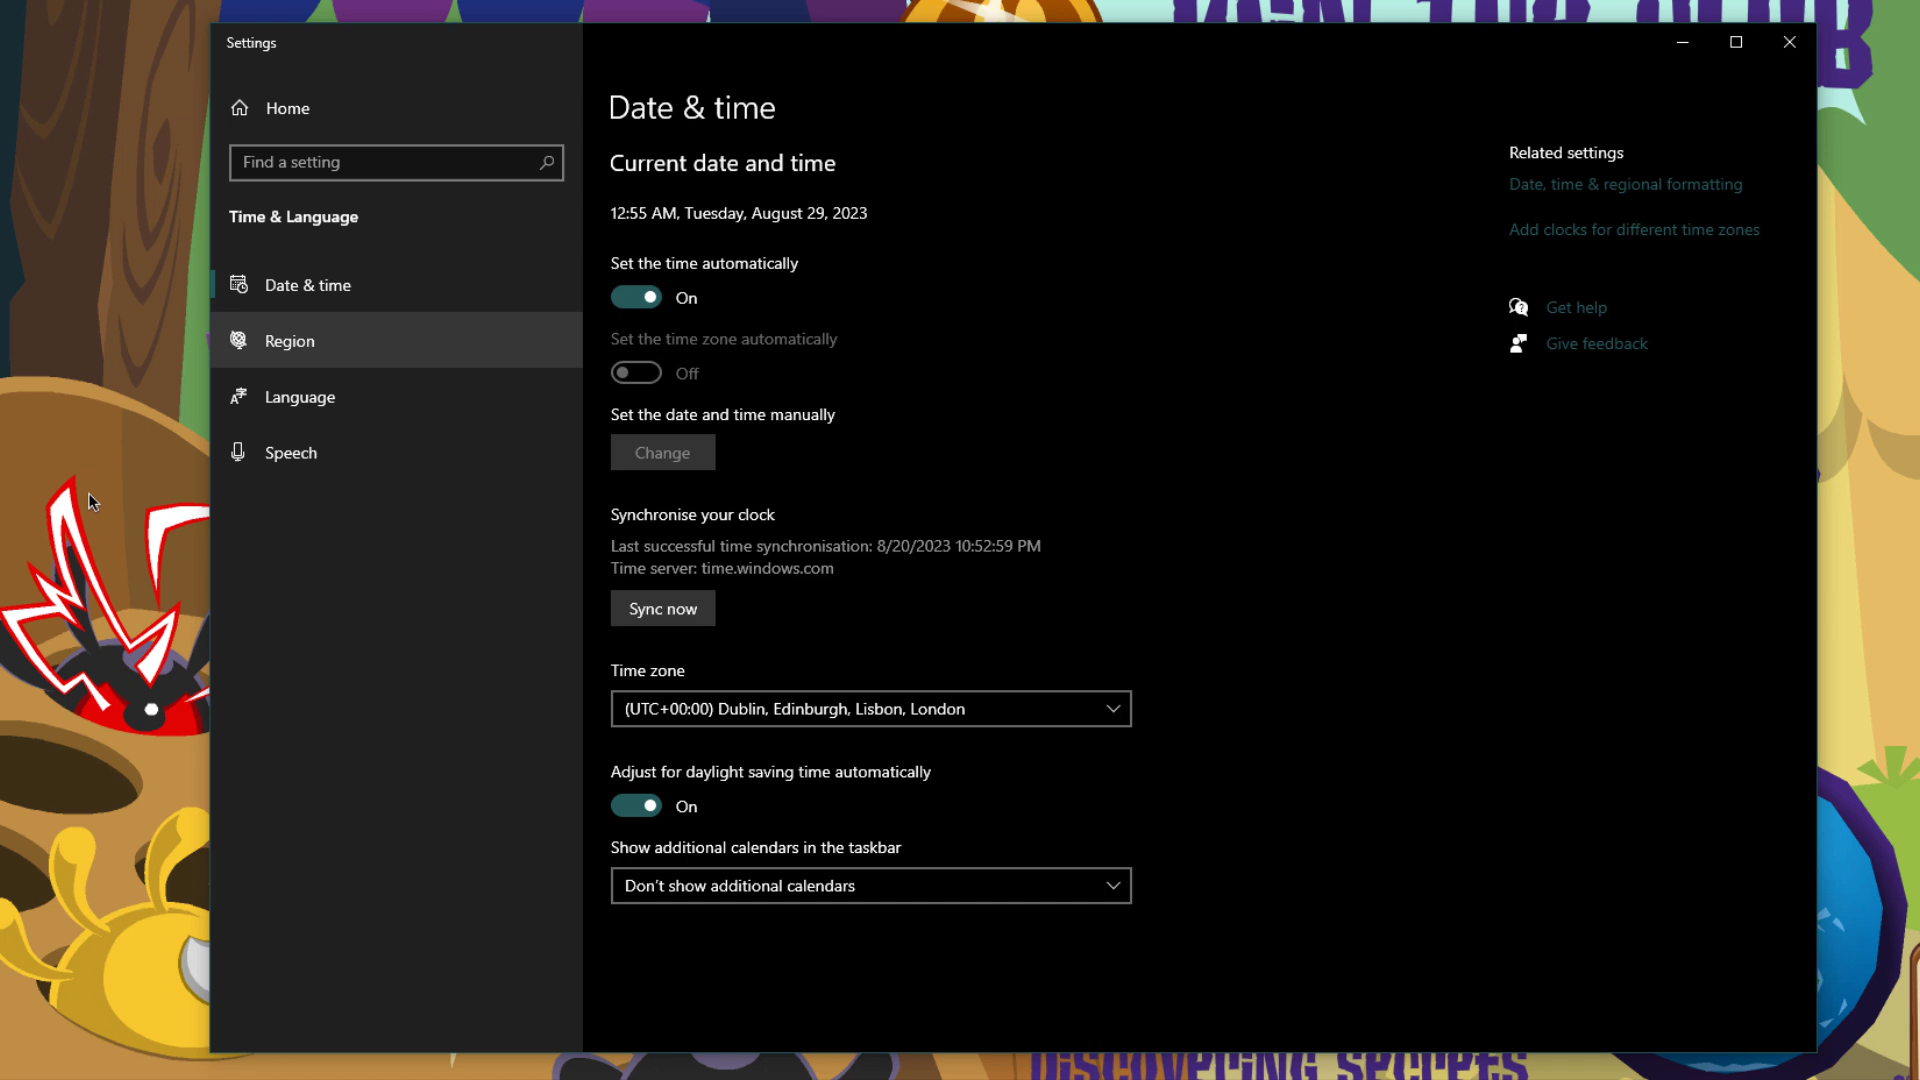 Settings
Home
Find a setting
Time & Language
Date & time
Region
Language
Speech
Date & time
Current date and time
12:55 AM, Tuesday, August 29, 2023
Set the time automatically
On
Set the time zone automatically
Off
Set the date and time manually
Change
Synchronise your clock
Last successful time synchronisation: 8/20/2023 10:52:59 PM
Time server: time.windows.com
Sync now
Time zone
(UTC+00:00) Dublin, Edinburgh, Lisbon, London
Adjust for daylight saving time automatically
On
Show additional calendars in the taskbar
Don't show additional calendars
Related settings
Date, time & regional formatting
Add clocks for different time zones
Get help
Give feedback
DISCOVERING SECRETS